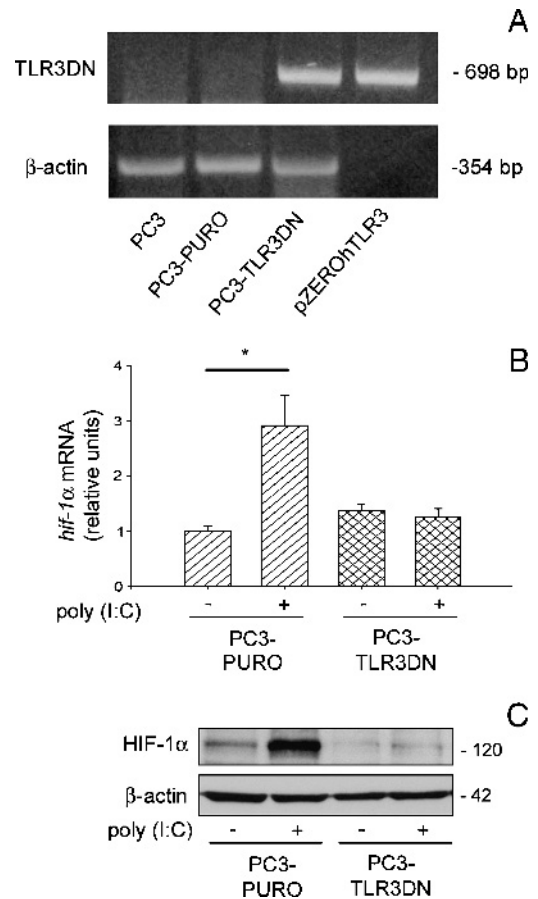 A
TLR3DN
- 698 bp
β-actin
-354 bp
PC3
PC3-PURO
PC3-TLR3DN
pZEROhTLR3
B
*
4
3
2
1
0
hif-1α mRNA
(relative units)
poly (I:C) - + - +
PC3-
PURO
PC3-
TLR3DN
C
HIF-1α
- 120
β-actin
- 42
poly (I:C) - + - +
PC3-
PURO
PC3-
TLR3DN